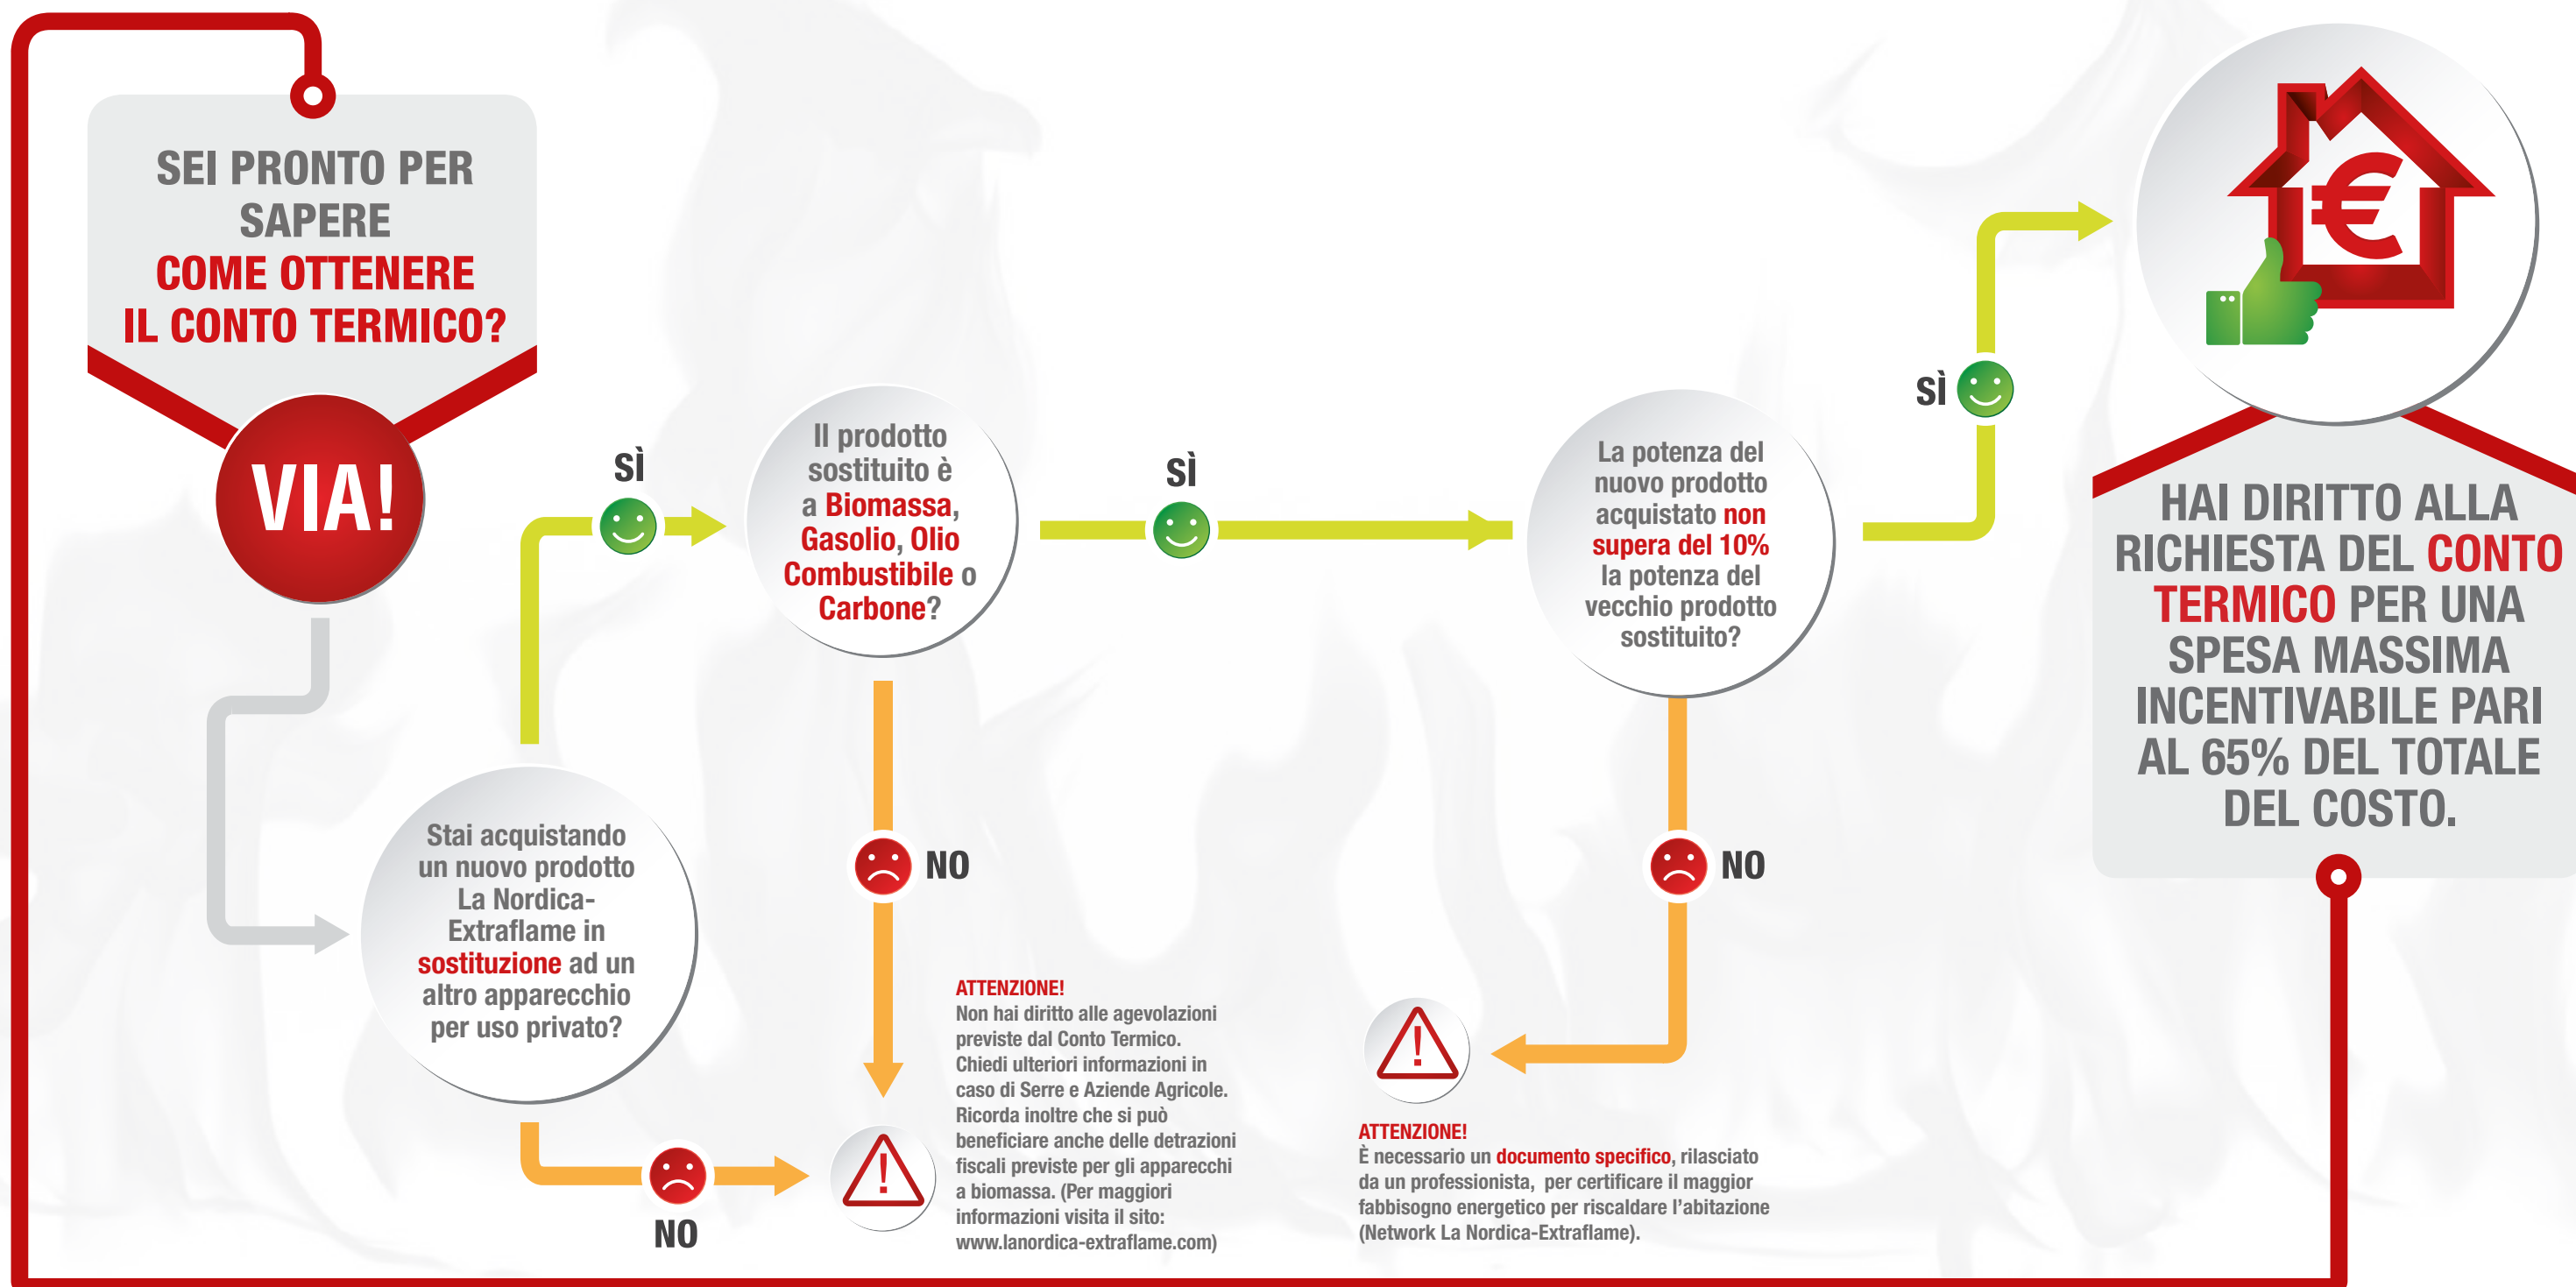 SEI PRONTO PER
SAPERE
COME OTTENERE
IL CONTO TERMICO?
VIA!
Stai acquistando
un nuovo prodotto
La Nordica-
Extraflame in
sostituzione ad un
altro apparecchio
per uso privato?
SÌ
NO
Il prodotto
sostituito è
a Biomassa,
Gasolio, Olio
Combustibile o
Carbone?
SÌ
NO
ATTENZIONE!
Non hai diritto alle agevolazioni
previste dal Conto Termico.
Chiedi ulteriori informazioni in
caso di Serre e Aziende Agricole.
Ricorda inoltre che si può
beneficiare anche delle detrazioni
fiscali previste per gli apparecchi
a biomassa. (Per maggiori
informazioni visita il sito:
www.lanordica-extraflame.com)
La potenza del
nuovo prodotto
acquistato non
supera del 10%
la potenza del
vecchio prodotto
sostituito?
SÌ
NO
ATTENZIONE!
È necessario un documento specifico, rilasciato
da un professionista, per certificare il maggior
fabbisogno energetico per riscaldare l'abitazione
(Network La Nordica-Extraflame).
€
HAI DIRITTO ALLA
RICHIESTA DEL CONTO
TERMICO PER UNA
SPESA MASSIMA
INCENTIVABILE PARI
AL 65% DEL TOTALE
DEL COSTO.